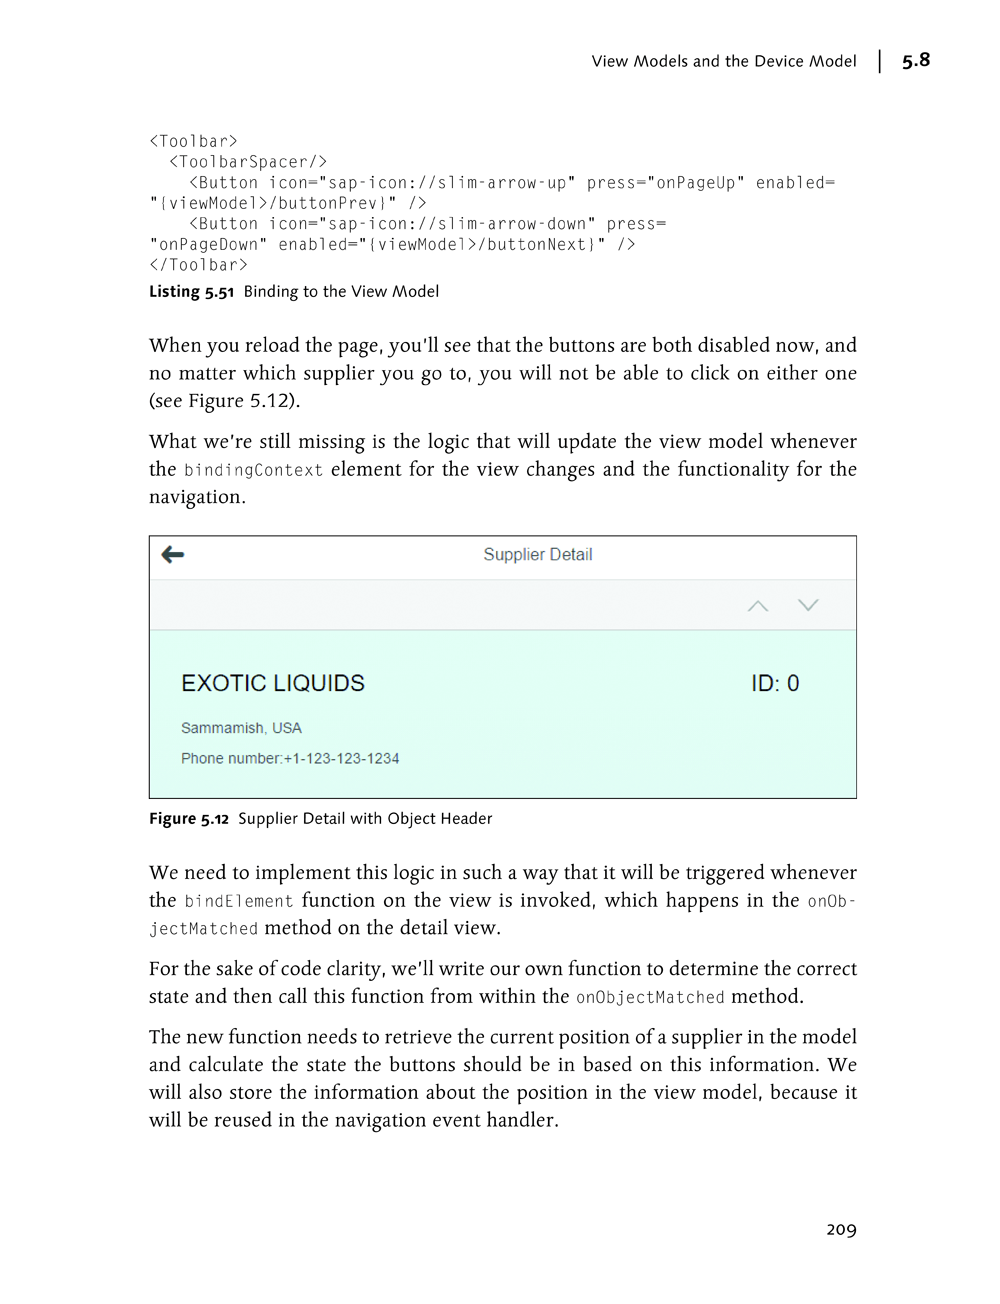 View Models and the Device Model | 5.8
<Toolbar>
  <ToolbarSpacer/>
    <Button icon="sap-icon://slim-arrow-up" press="onPageUp" enabled=
"{viewModel>/buttonPrev}" />
    <Button icon="sap-icon://slim-arrow-down" press=
"onPageDown" enabled="{viewModel>/buttonNext}" />
</Toolbar>
Listing 5.51 Binding to the View Model
When you reload the page, you'll see that the buttons are both disabled now, and
no matter which supplier you go to, you will not be able to click on either one
(see Figure 5.12).
What we're still missing is the logic that will update the view model whenever
the bindingContext element for the view changes and the functionality for the
navigation.
Supplier Detail
EXOTIC LIQUIDS ID: 0
Sammamish, USA
Phone number:+1-123-123-1234
Figure 5.12 Supplier Detail with Object Header
We need to implement this logic in such a way that it will be triggered whenever
the bindElement function on the view is invoked, which happens in the onOb-
jectMatched method on the detail view.
For the sake of code clarity, we'll write our own function to determine the correct
state and then call this function from within the onObjectMatched method.
The new function needs to retrieve the current position of a supplier in the model
and calculate the state the buttons should be in based on this information. We
will also store the information about the position in the view model, because it
will be reused in the navigation event handler.
209